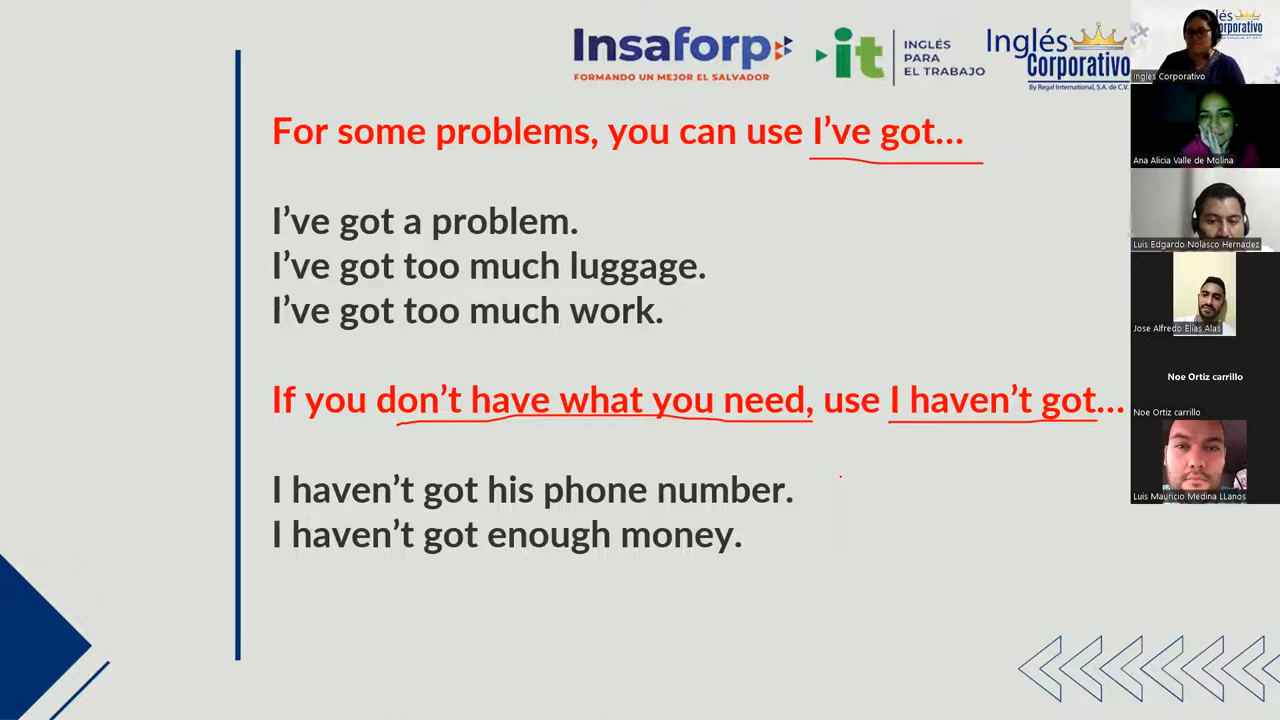 Insaforp
FORMANDO UN MEJOR EL SALVADOR
it
INGLÉS
PARA
EL TRABAJO
Inglés
Corporativo
By Regal International, S.A. de C.V.
For some problems, you can use I’ve got...
I’ve got a problem.
I’ve got too much luggage.
I’ve got too much work.
If you don’t have what you need, use I haven’t got...
I haven’t got his phone number.
I haven’t got enough money.
Ingles Corporativo
Ana Alicia Valle de Molina
Luis Edgardo Nolasco Hernadez
Jose Alfredo Elias Alas
Noe Ortiz carrillo
Noe Ortiz carrillo
Luis Mauricio Medina LLanos